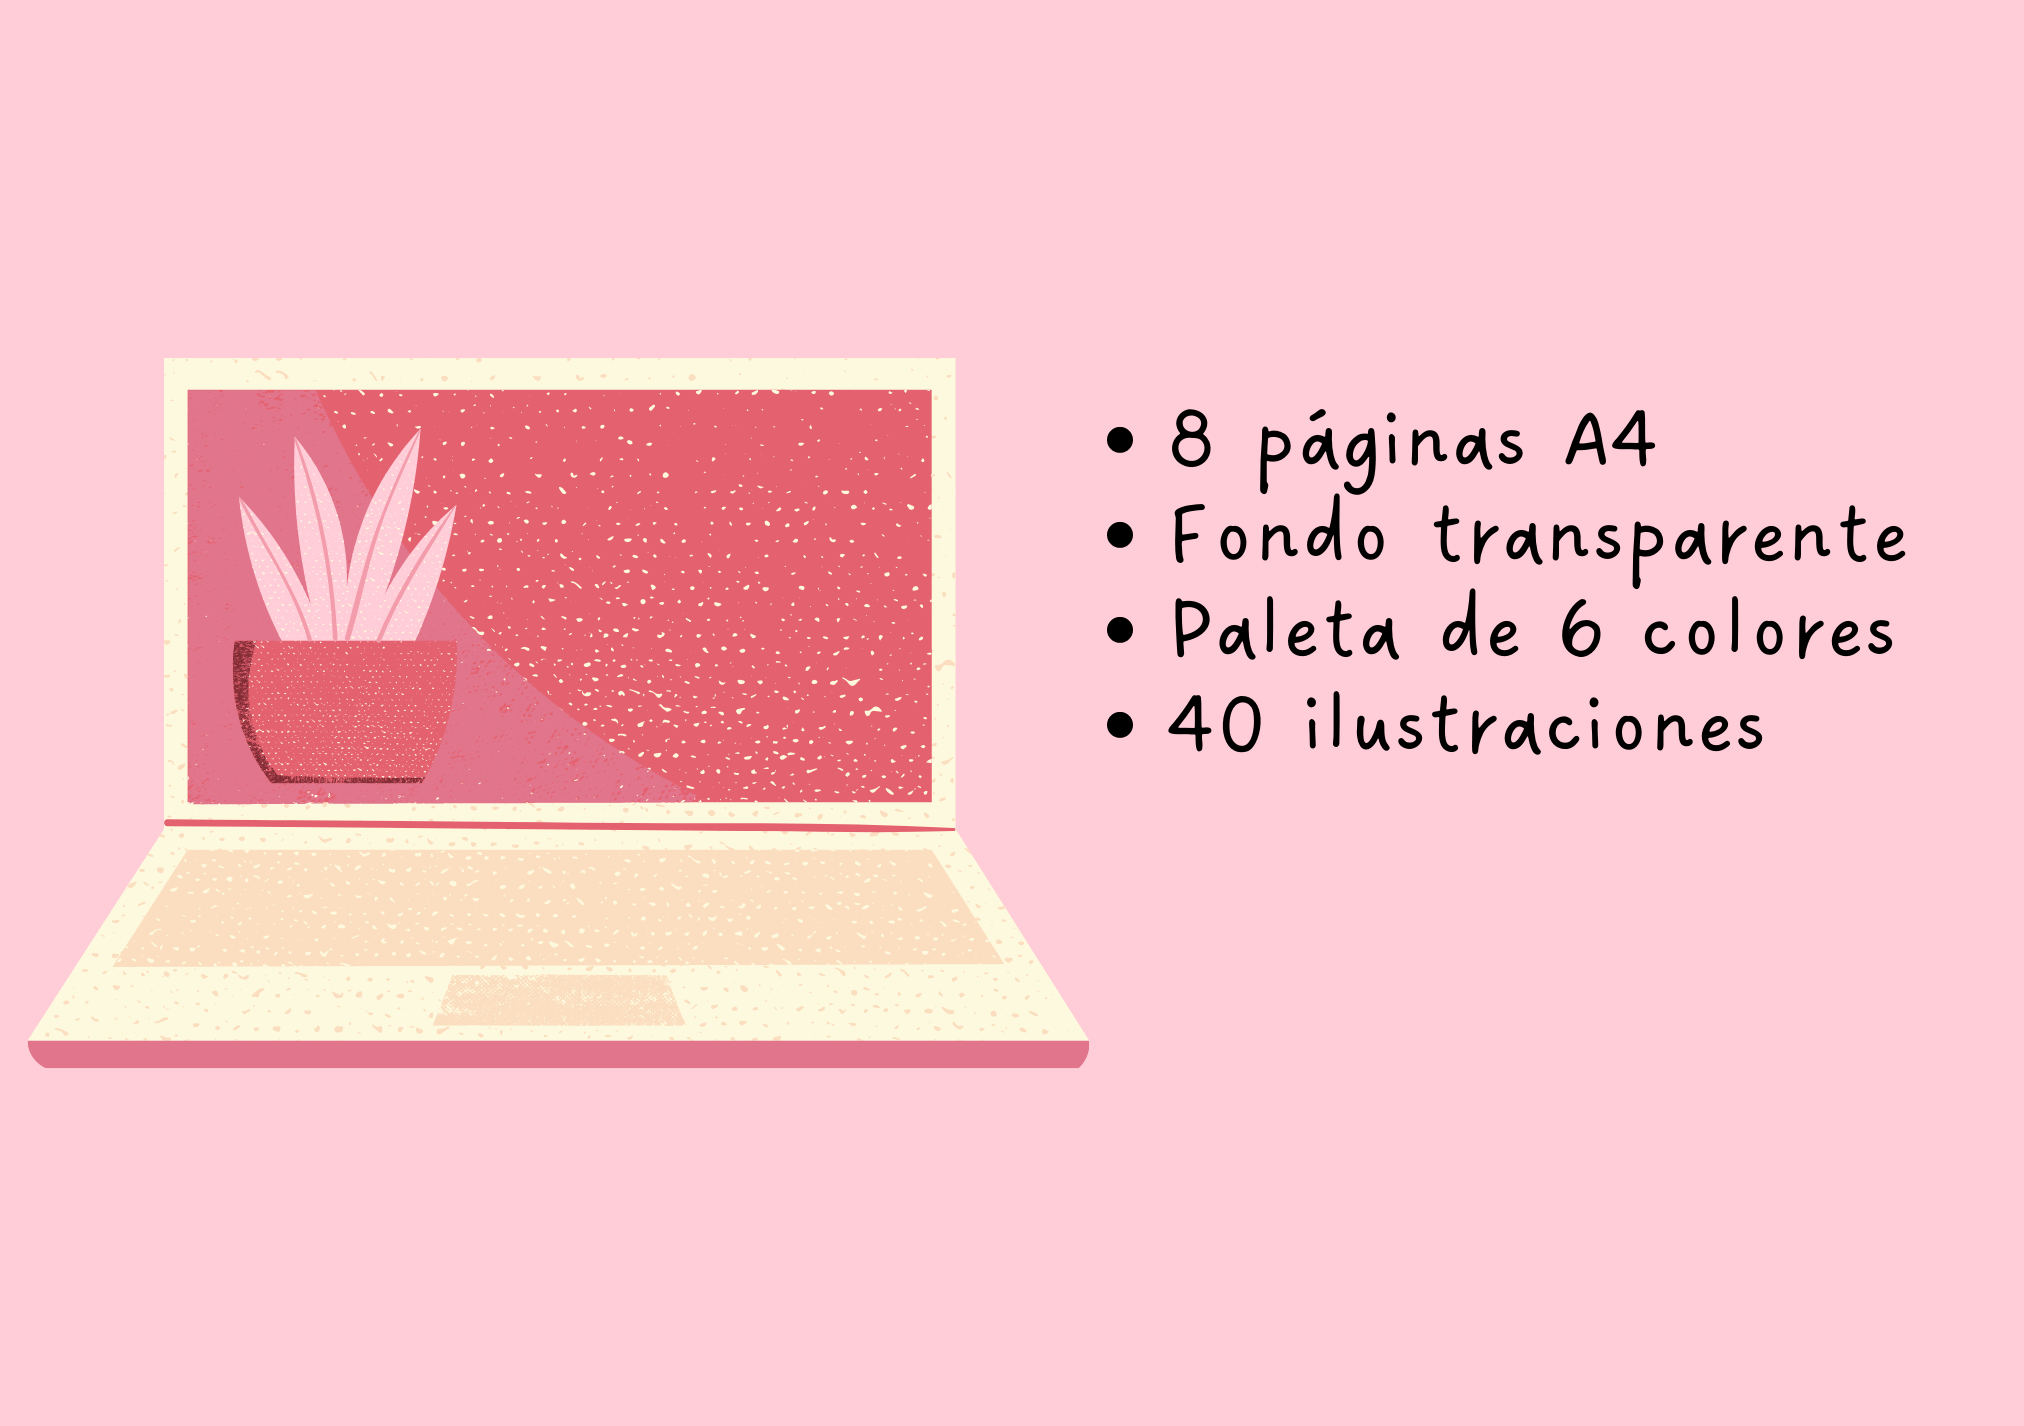 • 8 páginas A4
• Fondo transparente
• Paleta de 6 colores
• 40 ilustraciones